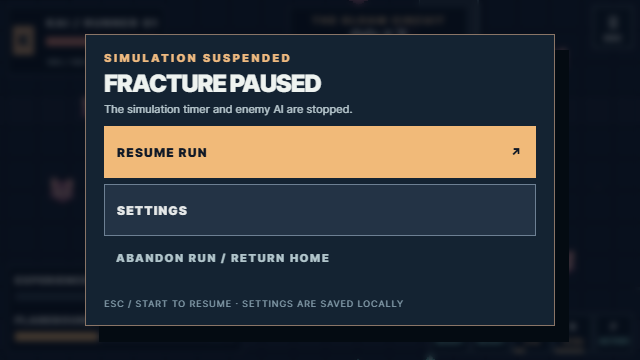 SIMULATION SUSPENDED
FRACTURE PAUSED
The simulation timer and enemy AI are stopped.
RESUME RUN
SETTINGS
ABANDON RUN / RETURN HOME
ESC / START TO RESUME · SETTINGS ARE SAVED LOCALLY